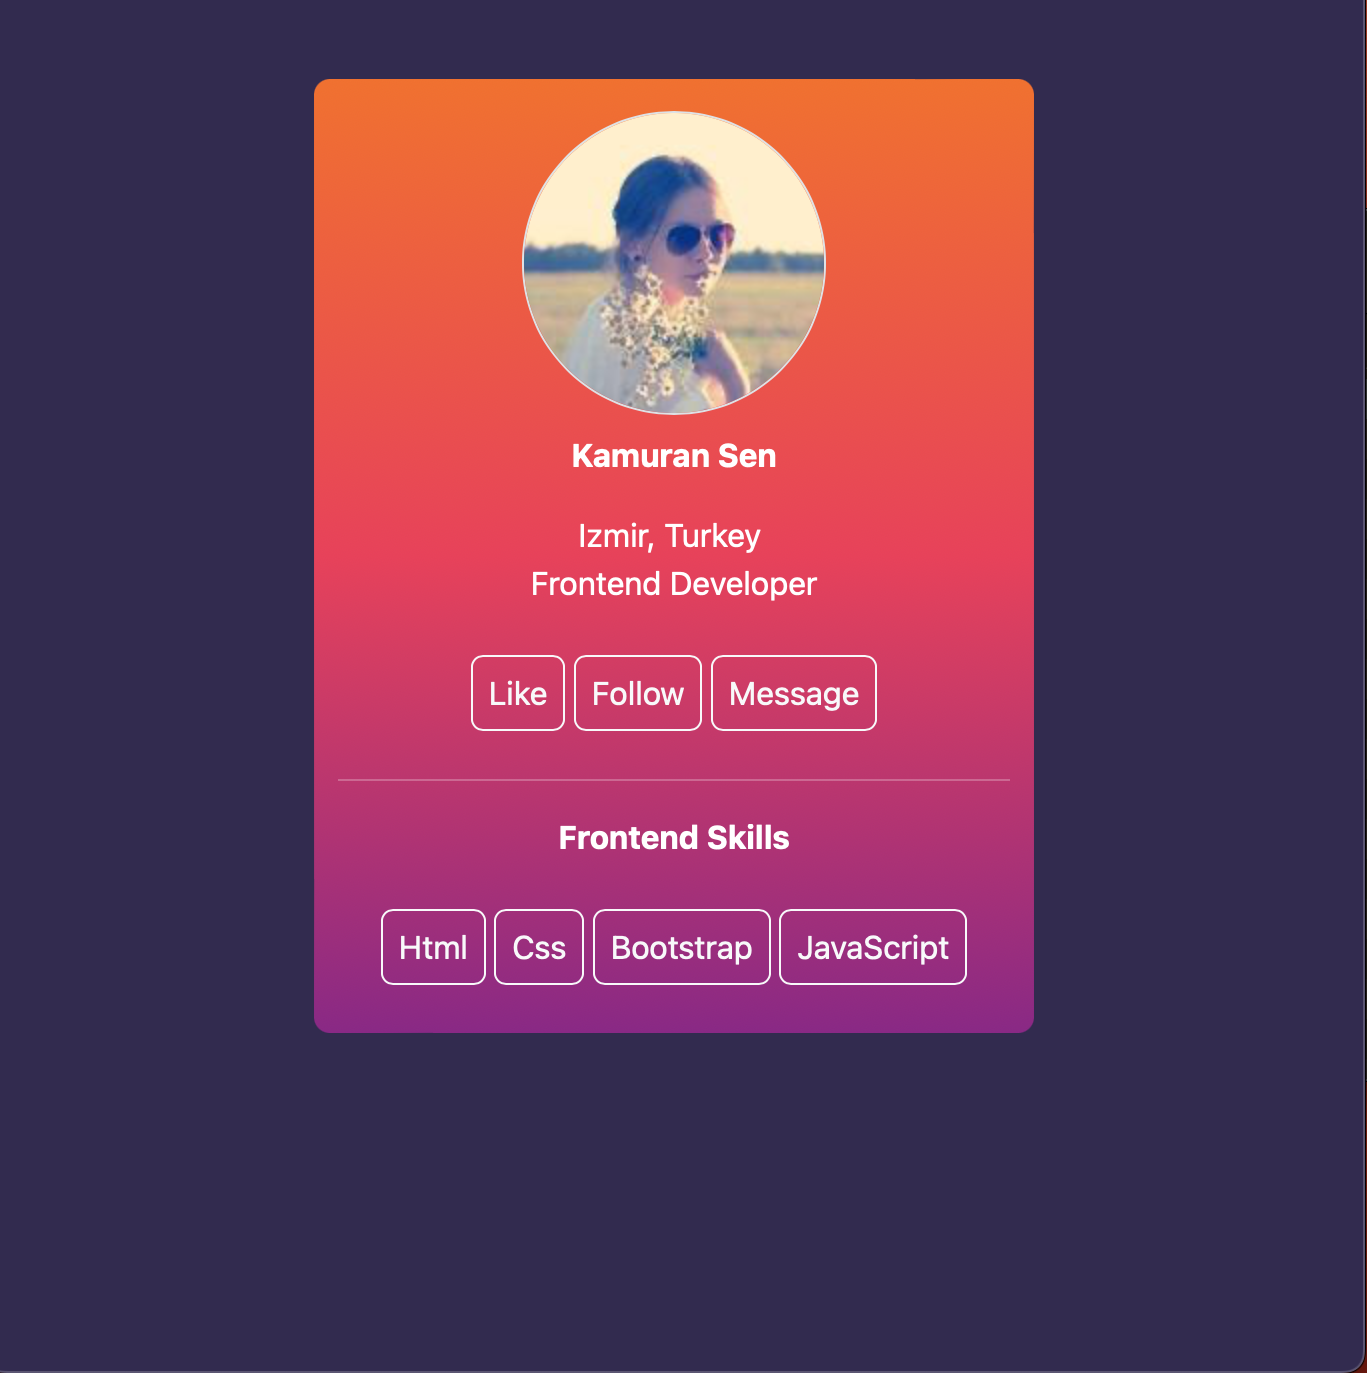 Kamuran Sen
Izmir, Turkey
Frontend Developer
Like Follow Message
Frontend Skills
Html Css Bootstrap JavaScript